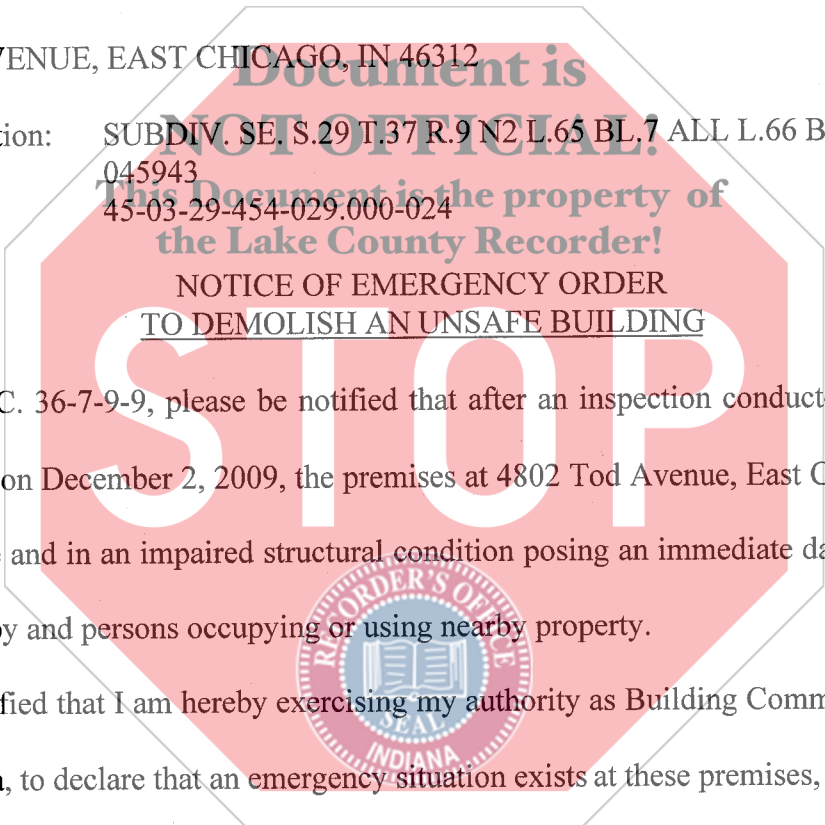 VENUE, EAST CHICAGO, IN 46312
Document is
tion: SUBDIV. SE. S.29 T.37 R.9 N2 L.65 BL.7 ALL L.66 B
NOT OFFICIAL!
045943
This Document is the property of
45-03-29-454-029.000-024
the Lake County Recorder!
NOTICE OF EMERGENCY ORDER
TO DEMOLISH AN UNSAFE BUILDING
STOP
C. 36-7-9-9, please be notified that after an inspection conduct
on December 2, 2009, the premises at 4802 Tod Avenue, East C
and in an impaired structural condition posing an immediate da
by and persons occupying or using nearby property.
RECORDER'S OFFICE
SEAL
INDIANA
fied that I am hereby exercising my authority as Building Comm
a, to declare that an emergency situation exists at these premises,